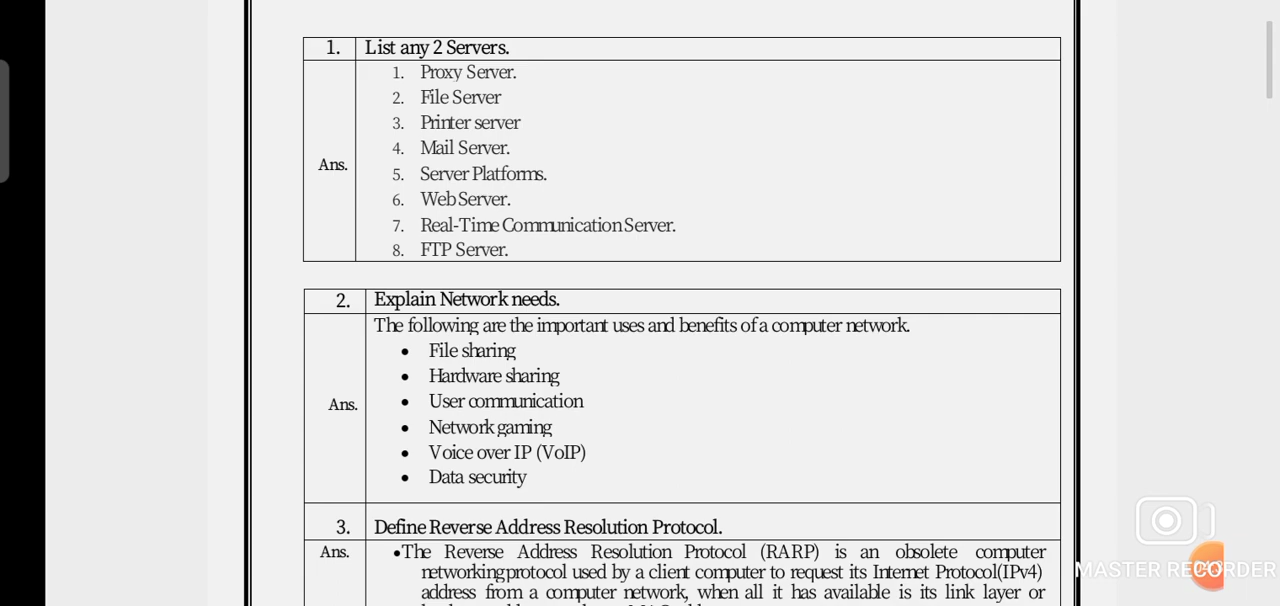 1. List any 2 Servers.
1. Proxy Server.
2. File Server
3. Printer server
4. Mail Server.
Ans.
5. Server Platforms.
6. Web Server.
7. Real-Time Communication Server.
8. FTP Server.
2. Explain Network needs.
The following are the important uses and benefits of a computer network.
• File sharing
• Hardware sharing
• User communication
Ans.
• Network gaming
• Voice over IP (VoIP)
• Data security
3. Define Reverse Address Resolution Protocol.
Ans. •The Reverse Address Resolution Protocol (RARP) is an obsolete computer
networking protocol used by a client computer to request its Internet Protocol(IPv4)
address from a computer network, when all it has available is its link layer or
MASTER RECORDER